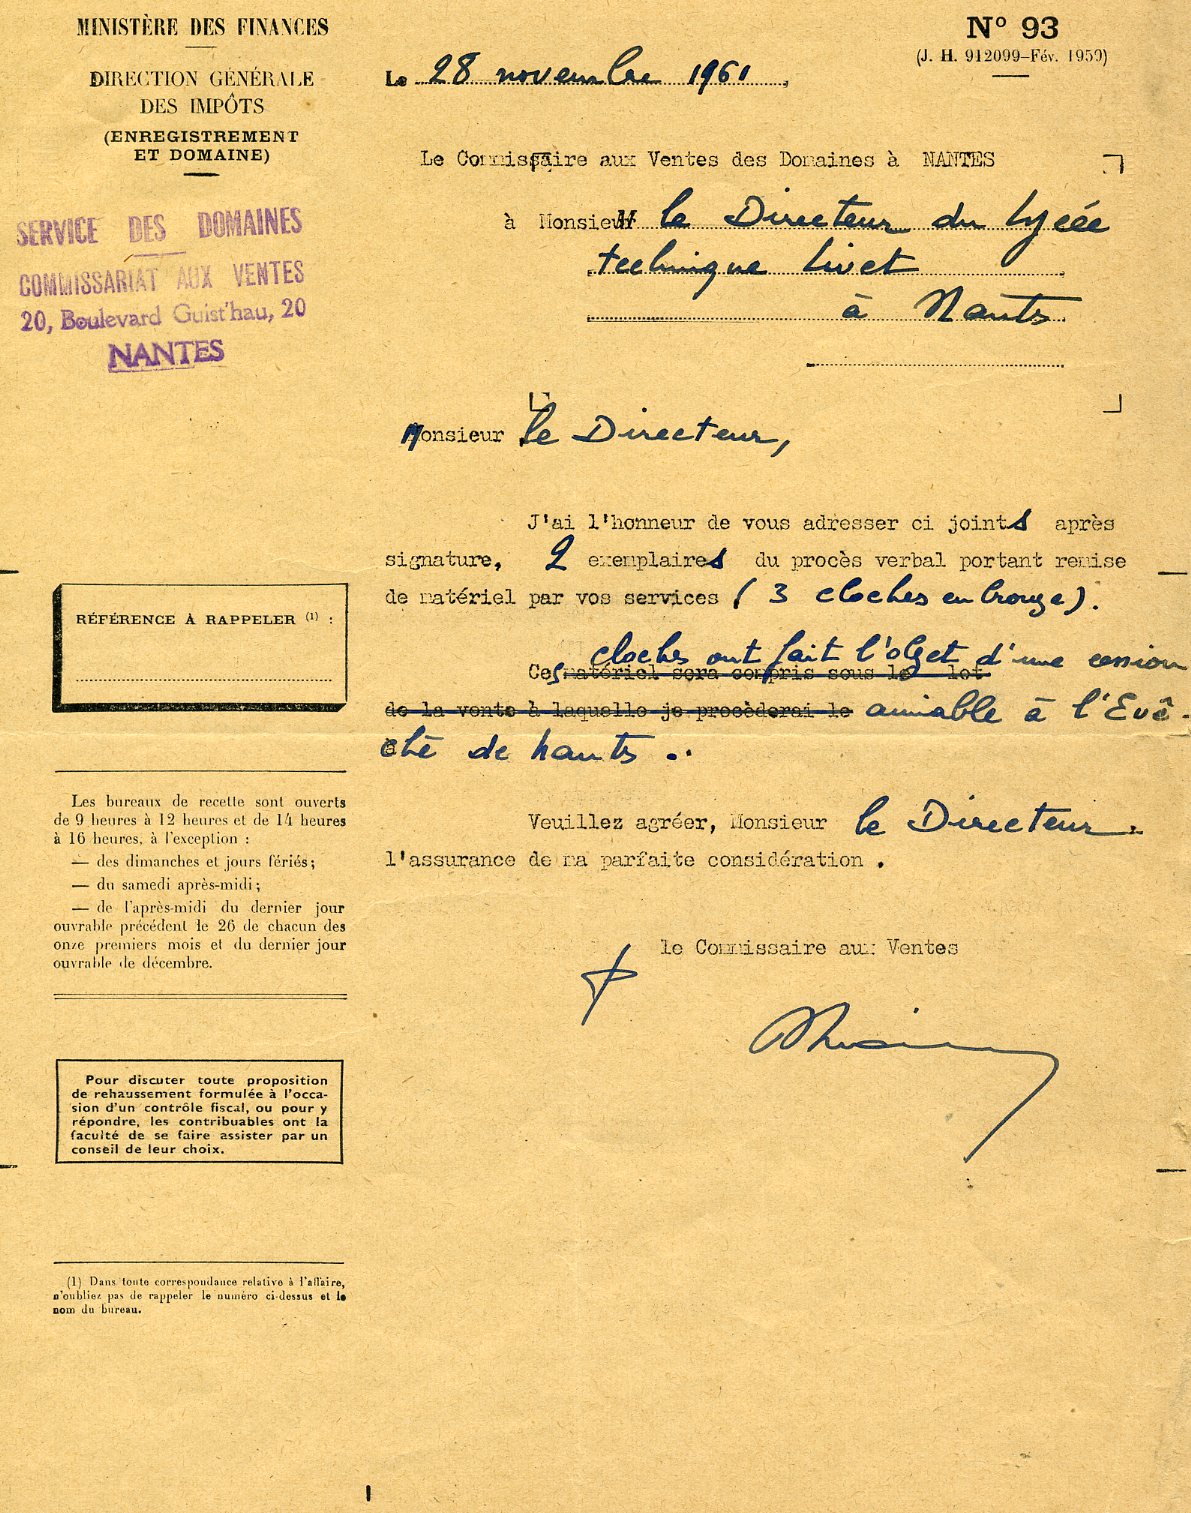 MINISTÈRE DES FINANCES
DIRECTION GÉNÉRALE
DES IMPÔTS
(ENREGISTREMENT
ET DOMAINE)
SERVICE DES DOMAINES
COMMISSARIAT AUX VENTES
20, Boulevard Guist'hau, 20
NANTES
N° 93
(J. H. 912099-Fév. 1959)
Le 28 novembre 1961
Le Commissaire aux Ventes des Domaines à NANTES
à Monsieur le Directeur du Lycée
technique Livet
à Nantes
Monsieur le Directeur,
J'ai l'honneur de vous adresser ci joints après
signature, 2 exemplaires du procès verbal portant remise
de matériel par vos services (3 cloches en bronze).
cloches ont fait l'objet d'une cession
Ces matériel sera compris sous le lot
de la vente à laquelle je procèderai le amiable à l'Evê-
ché de Nantes.
Veuillez agréer, Monsieur le Directeur.
l'assurance de ma parfaite considération.
le Commissaire aux Ventes
RÉFÉRENCE À RAPPELER (1) :
Les bureaux de recette sont ouverts
de 9 heures à 12 heures et de 14 heures
à 16 heures, à l'exception :
— des dimanches et jours fériés;
— du samedi après-midi;
— de l'après-midi du dernier jour
ouvrable précédent le 26 de chacun des
onze premiers mois et du dernier jour
ouvrable de décembre.
Pour discuter toute proposition
de rehaussement formulée à l'occa-
sion d'un contrôle fiscal, ou pour y
répondre, les contribuables ont la
faculté de se faire assister par un
conseil de leur choix.
(1) Dans toute correspondance relative à l'affaire,
n'oubliez pas de rappeler le numéro ci-dessus et le
nom du bureau.